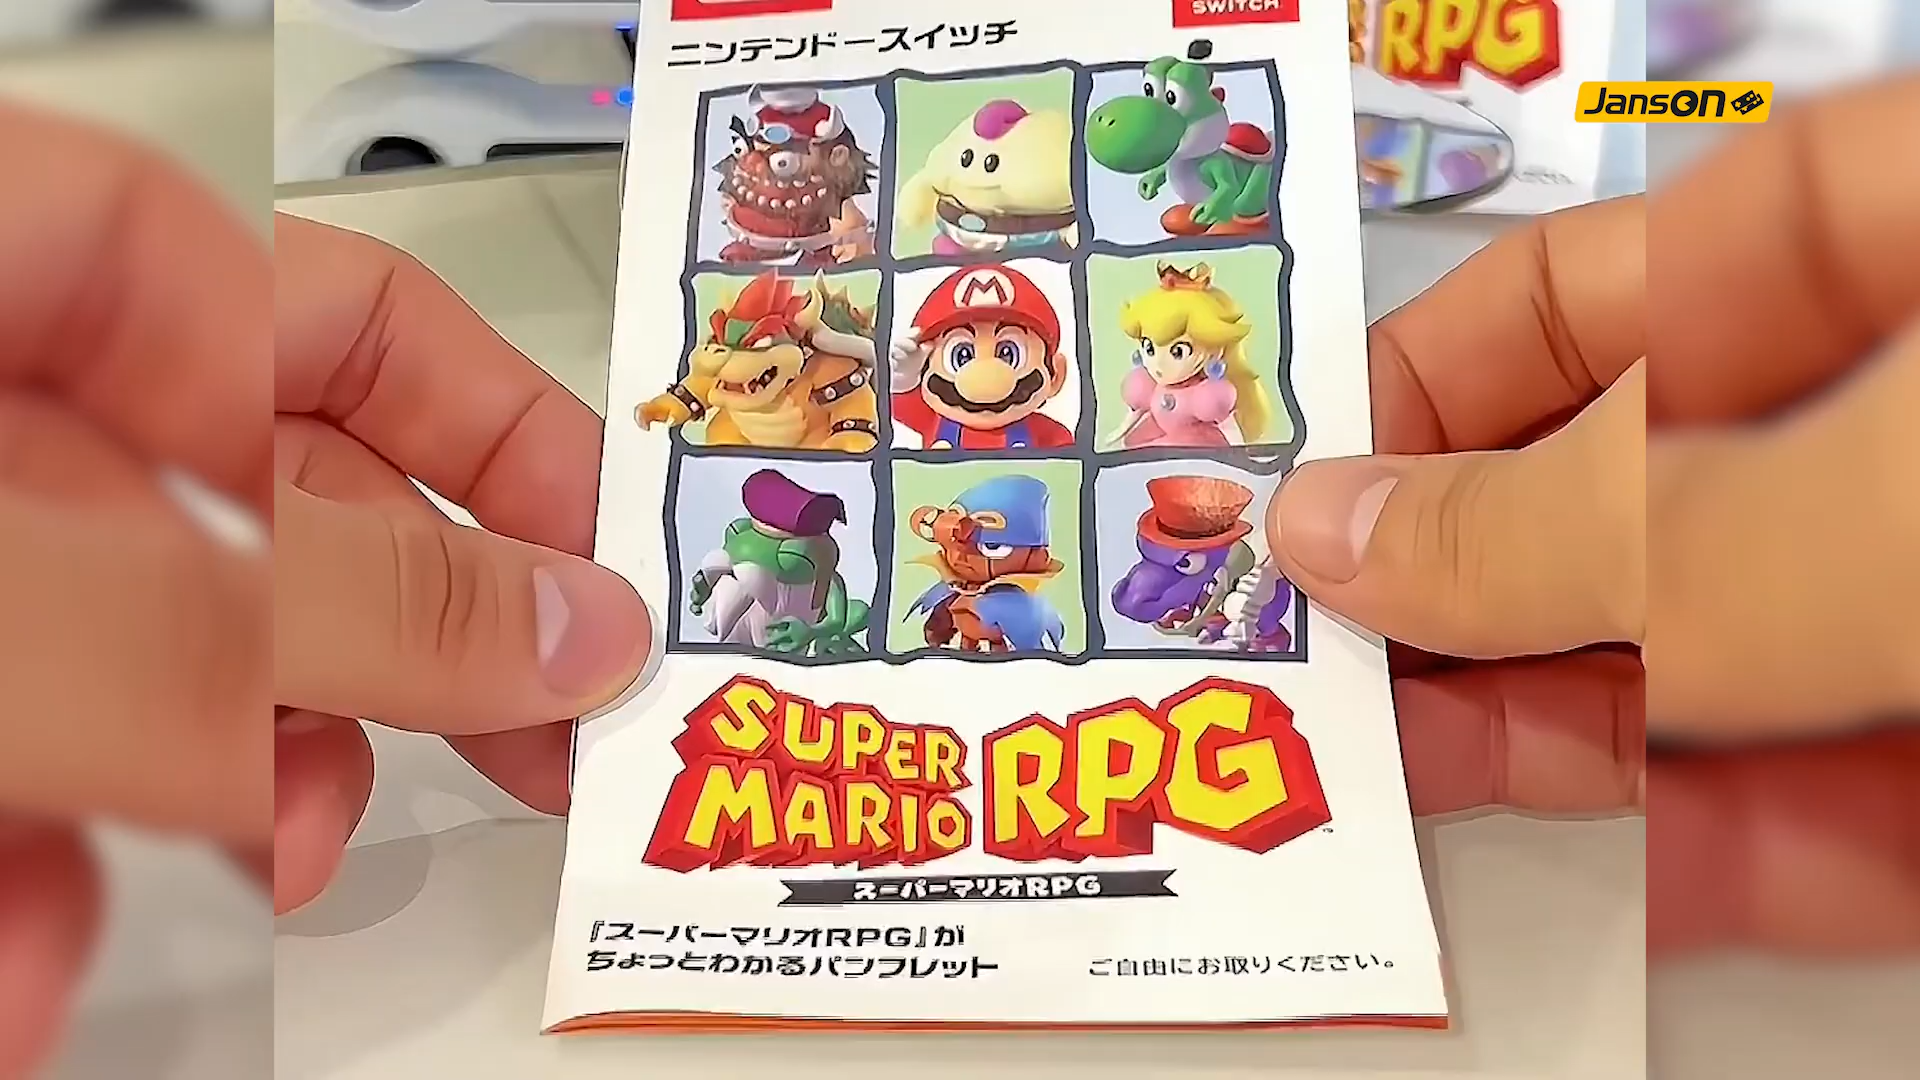 SWITCH
ニンテンドースイッチ
RPG
JansON
M
SUPER
MARIO RPG
スーパーマリオRPG
『スーパーマリオRPG』が
ちょっとわかるパンフレット
ご自由にお取りください。